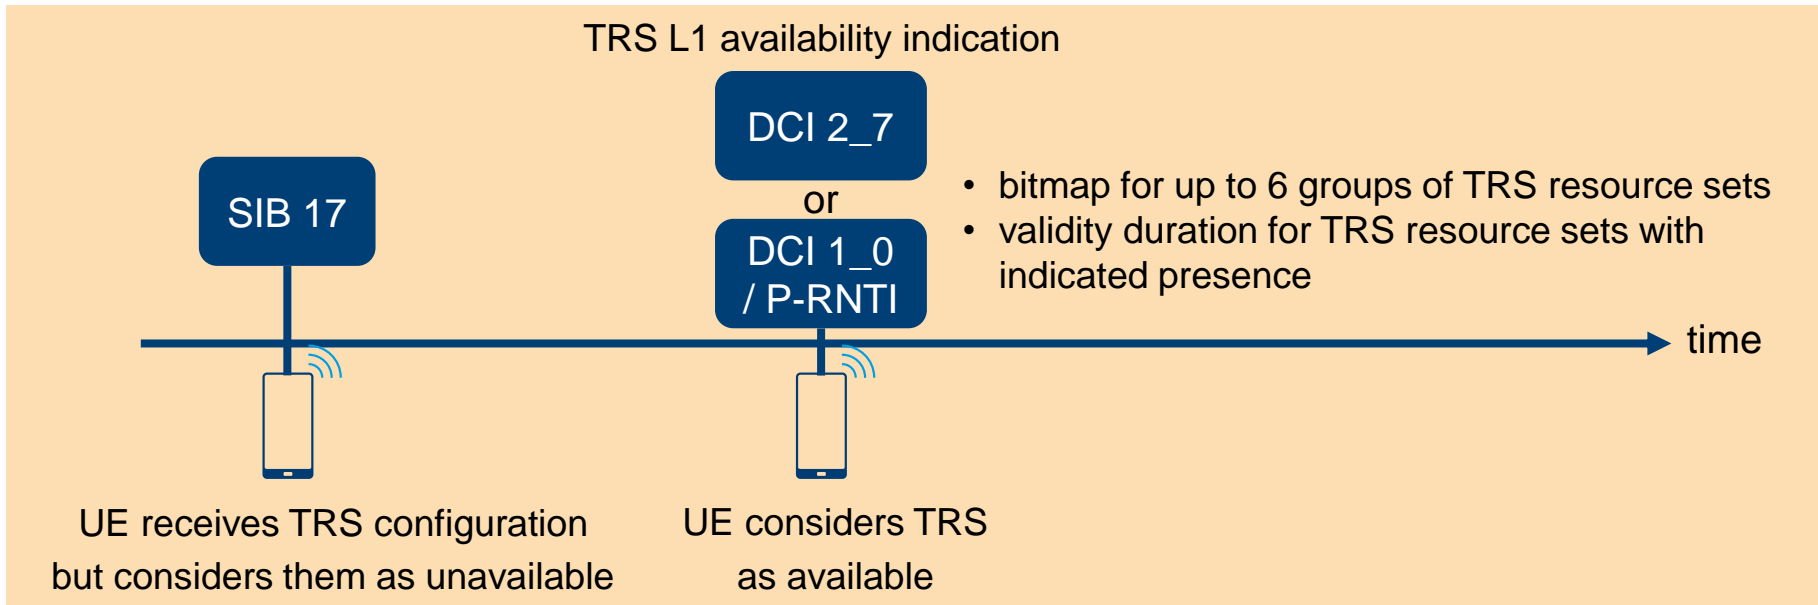 TRS L1 availability indication
DCI 2_7
or
DCI 1_0
/ P-RNTI
SIB 17
• bitmap for up to 6 groups of TRS resource sets
• validity duration for TRS resource sets with
indicated presence
time
UE receives TRS configuration
but considers them as unavailable
UE considers TRS
as available